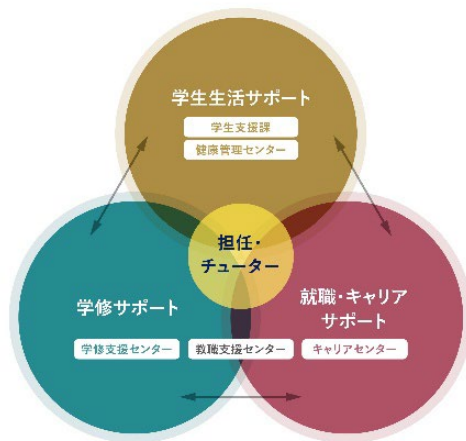 学生生活サポート
学生支援課
健康管理センター
担任・
チューター
学修サポート
就職・キャリア
サポート
学修支援センター
教職支援センター
キャリアセンター